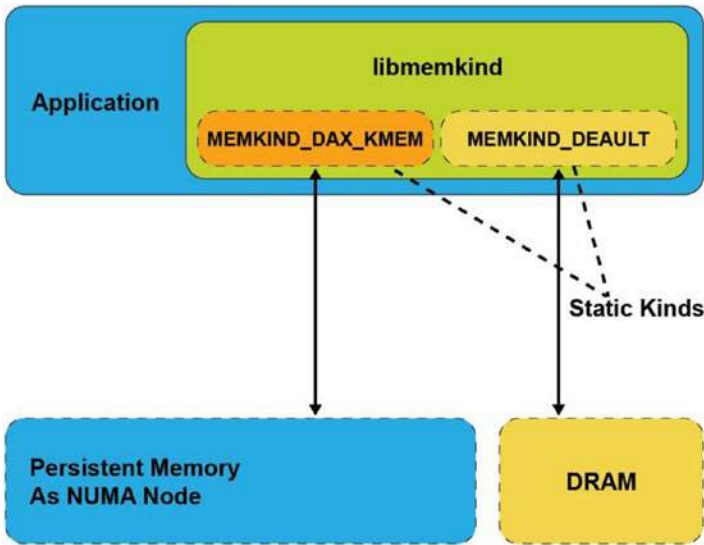 libmemkind
Application
MEMKIND_DAX_KMEM
MEMKIND_DEAULT
Static Kinds
Persistent Memory
As NUMA Node
DRAM